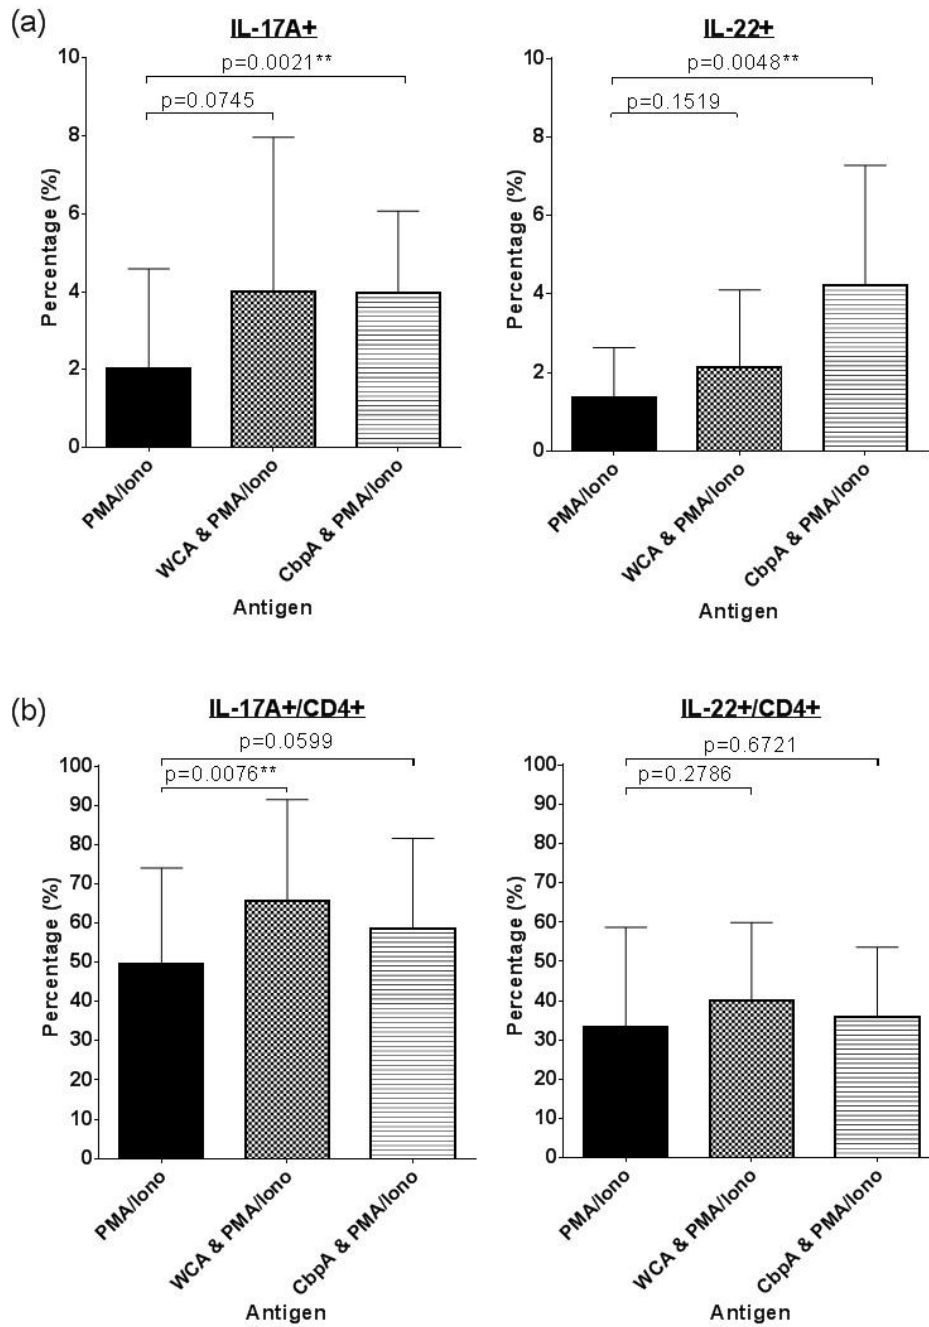 (a)
IL-17A+
p=0.0021**
p=0.0745
10
8
6
4
2
0
Percentage (%)
PMA/Iono
WCA & PMA/Iono
CbpA & PMA/Iono
Antigen
IL-22+
p=0.0048**
p=0.1519
10
8
6
4
2
0
Percentage (%)
PMA/Iono
WCA & PMA/Iono
CbpA & PMA/Iono
Antigen
(b)
IL-17A+/CD4+
p=0.0599
p=0.0076**
100
90
80
70
60
50
40
30
20
10
0
Percentage (%)
PMA/Iono
WCA & PMA/Iono
CbpA & PMA/Iono
Antigen
IL-22+/CD4+
p=0.6721
p=0.2786
100
90
80
70
60
50
40
30
20
10
0
Percentage (%)
PMA/Iono
WCA & PMA/Iono
CbpA & PMA/Iono
Antigen